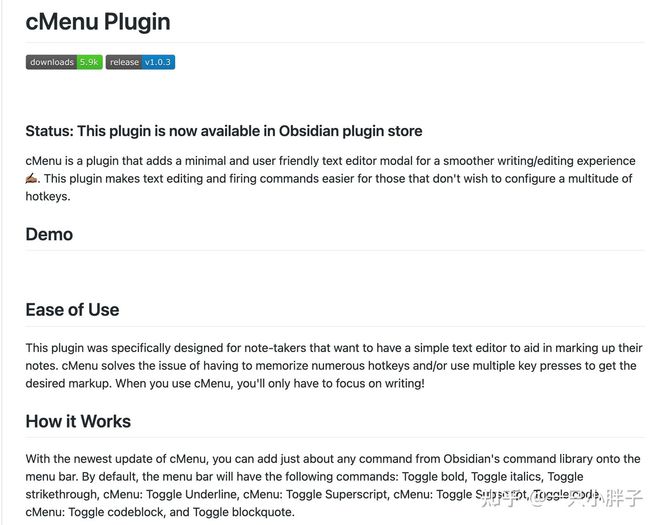 cMenu Plugin
downloads 5.9k release v1.0.3
Status: This plugin is now available in Obsidian plugin store
cMenu is a plugin that adds a minimal and user friendly text editor modal for a smoother writing/editing experience
✍🏽. This plugin makes text editing and firing commands easier for those that don't wish to configure a multitude of
hotkeys.
Demo
Ease of Use
This plugin was specifically designed for note-takers that want to have a simple text editor to aid in marking up their
notes. cMenu solves the issue of having to memorize numerous hotkeys and/or use multiple key presses to get the
desired markup. When you use cMenu, you'll only have to focus on writing!
How it Works
With the newest update of cMenu, you can add just about any command from Obsidian's command library onto the
menu bar. By default, the menu bar will have the following commands: Toggle bold, Toggle italics, Toggle
strikethrough, cMenu: Toggle Underline, cMenu: Toggle Superscript, cMenu: Toggle Subscript, Toggle code,
cMenu: Toggle codeblock, and Toggle blockquote.
知乎 @一只小胖子